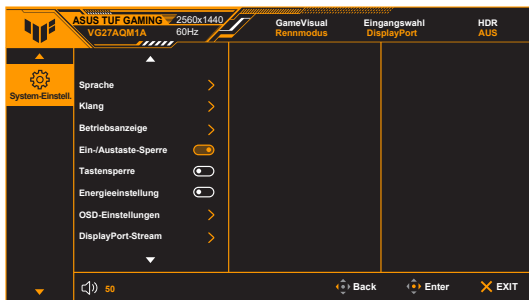 ASUS TUF GAMING 2560x1440
VG27AQM1A 60Hz
GameVisual Eingangswahl HDR
Rennmodus DisplayPort AUS
System-Einstell.
Sprache
Klang
Betriebsanzeige
Ein-/Austaste-Sperre
Tastensperre
Energieeinstellung
OSD-Einstellungen
DisplayPort-Stream
50 Back Enter EXIT